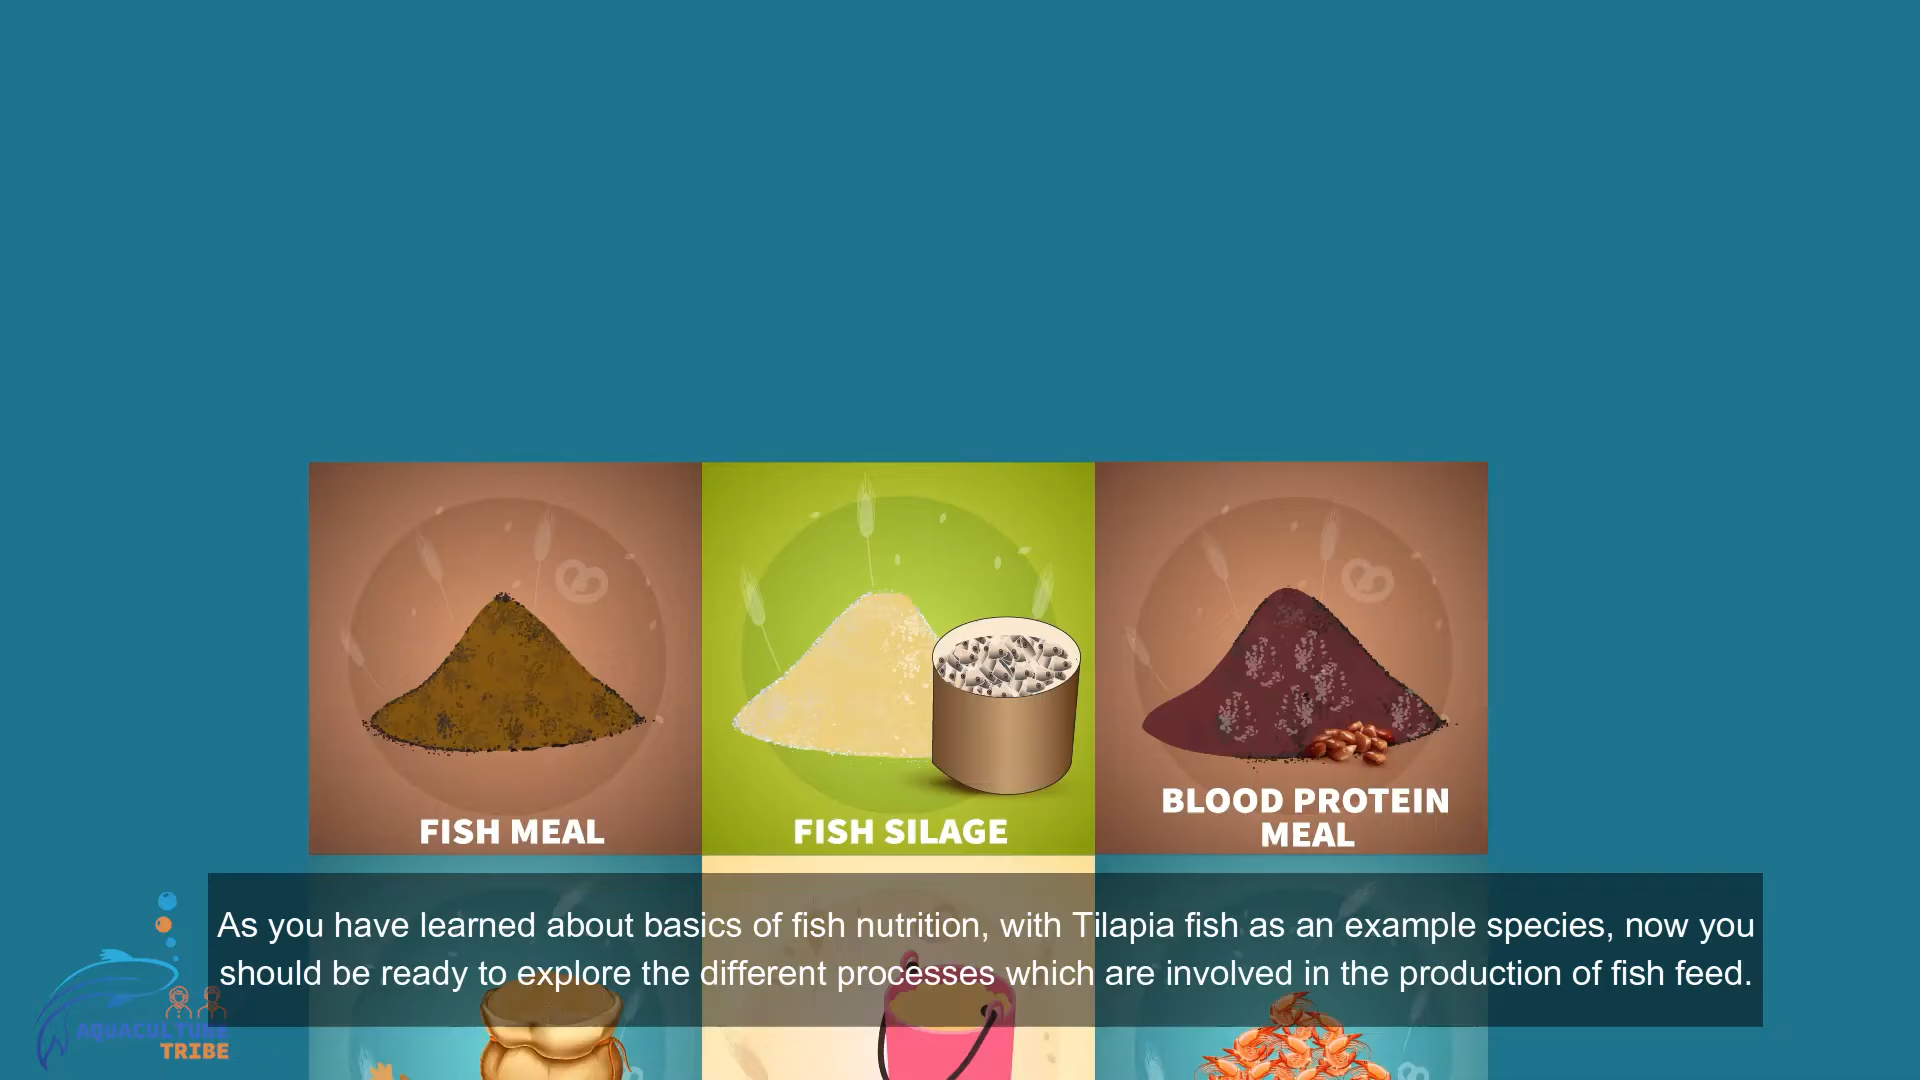 FISH MEAL
FISH SILAGE
BLOOD PROTEIN
MEAL
As you have learned about basics of fish nutrition, with Tilapia fish as an example species, now you
should be ready to explore the different processes which are involved in the production of fish feed.
AQUACULTURE
TRIBE